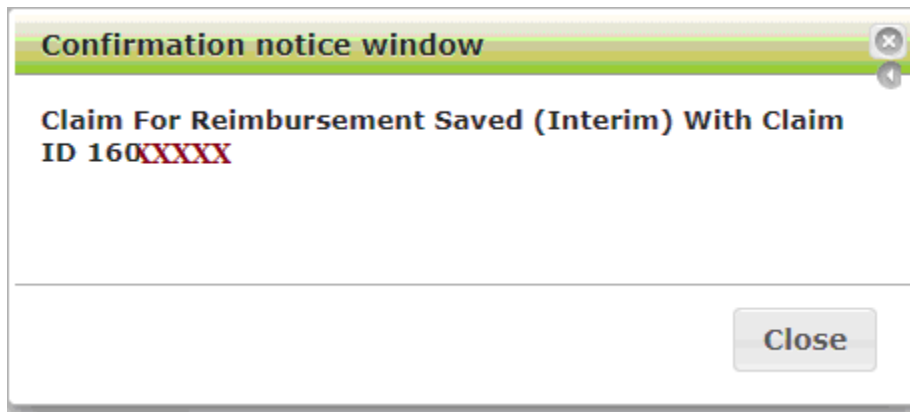 Confirmation notice window
Claim For Reimbursement Saved (Interim) With Claim
ID 160XXXXX
Close